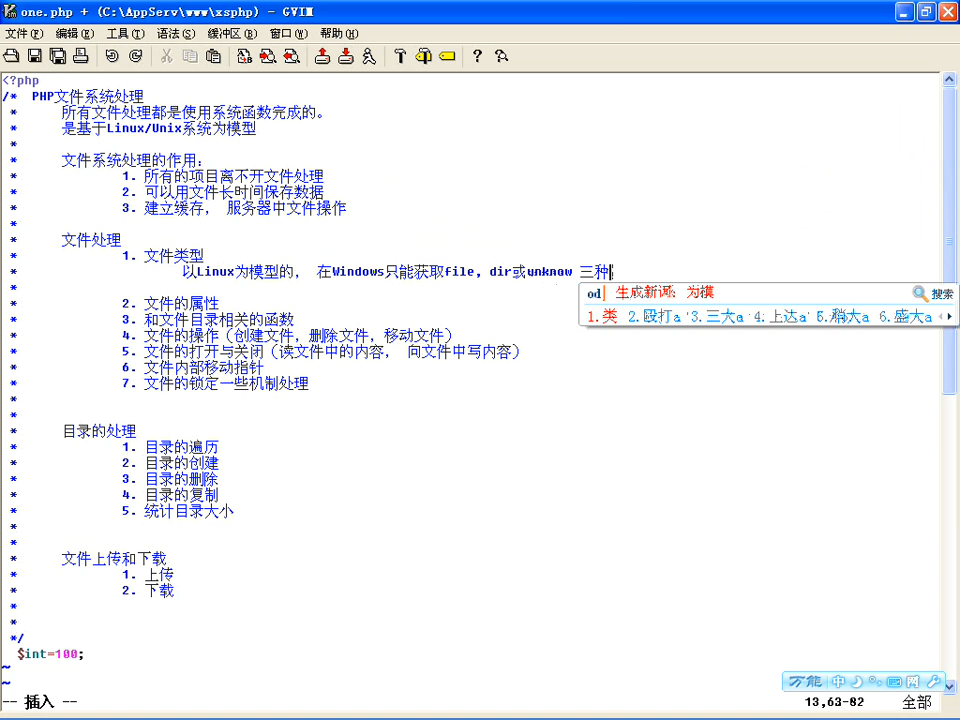 one.php + (C:\AppServ\www\xsphp) - GVIM
文件(F) 编辑(E) 工具(T) 语法(S) 缓冲区(B) 窗口(W) 帮助(H)
<?php
/* PHP文件系统处理
* 所有文件处理都是使用系统函数完成的。
* 是基于Linux/Unix系统为模型
*
* 文件系统处理的作用:
* 1. 所有的项目离不开文件处理
* 2. 可以用文件长时间保存数据
* 3. 建立缓存， 服务器中文件操作
*
* 文件处理
* 1. 文件类型
* 以Linux为模型的， 在Windows只能获取file，dir或unknow 三种
od 生成新词: 为模 搜索
1.类 2.殴打a 3.三大a 4.上达a 5.稍大a 6.盛大a
*
* 2. 文件的属性
* 3. 和文件目录相关的函数
* 4. 文件的操作（创建文件，删除文件，移动文件）
* 5. 文件的打开与关闭（读文件中的内容， 向文件中写内容）
* 6. 文件内部移动指针
* 7. 文件的锁定一些机制处理
*
*
* 目录的处理
* 1. 目录的遍历
* 2. 目录的创建
* 3. 目录的删除
* 4. 目录的复制
* 5. 统计目录大小
*
*
* 文件上传和下载
* 1. 上传
* 2. 下载
*
*
*/
$int=100;
~
~
万能 中 网
-- 插入 -- 13,63-82 全部